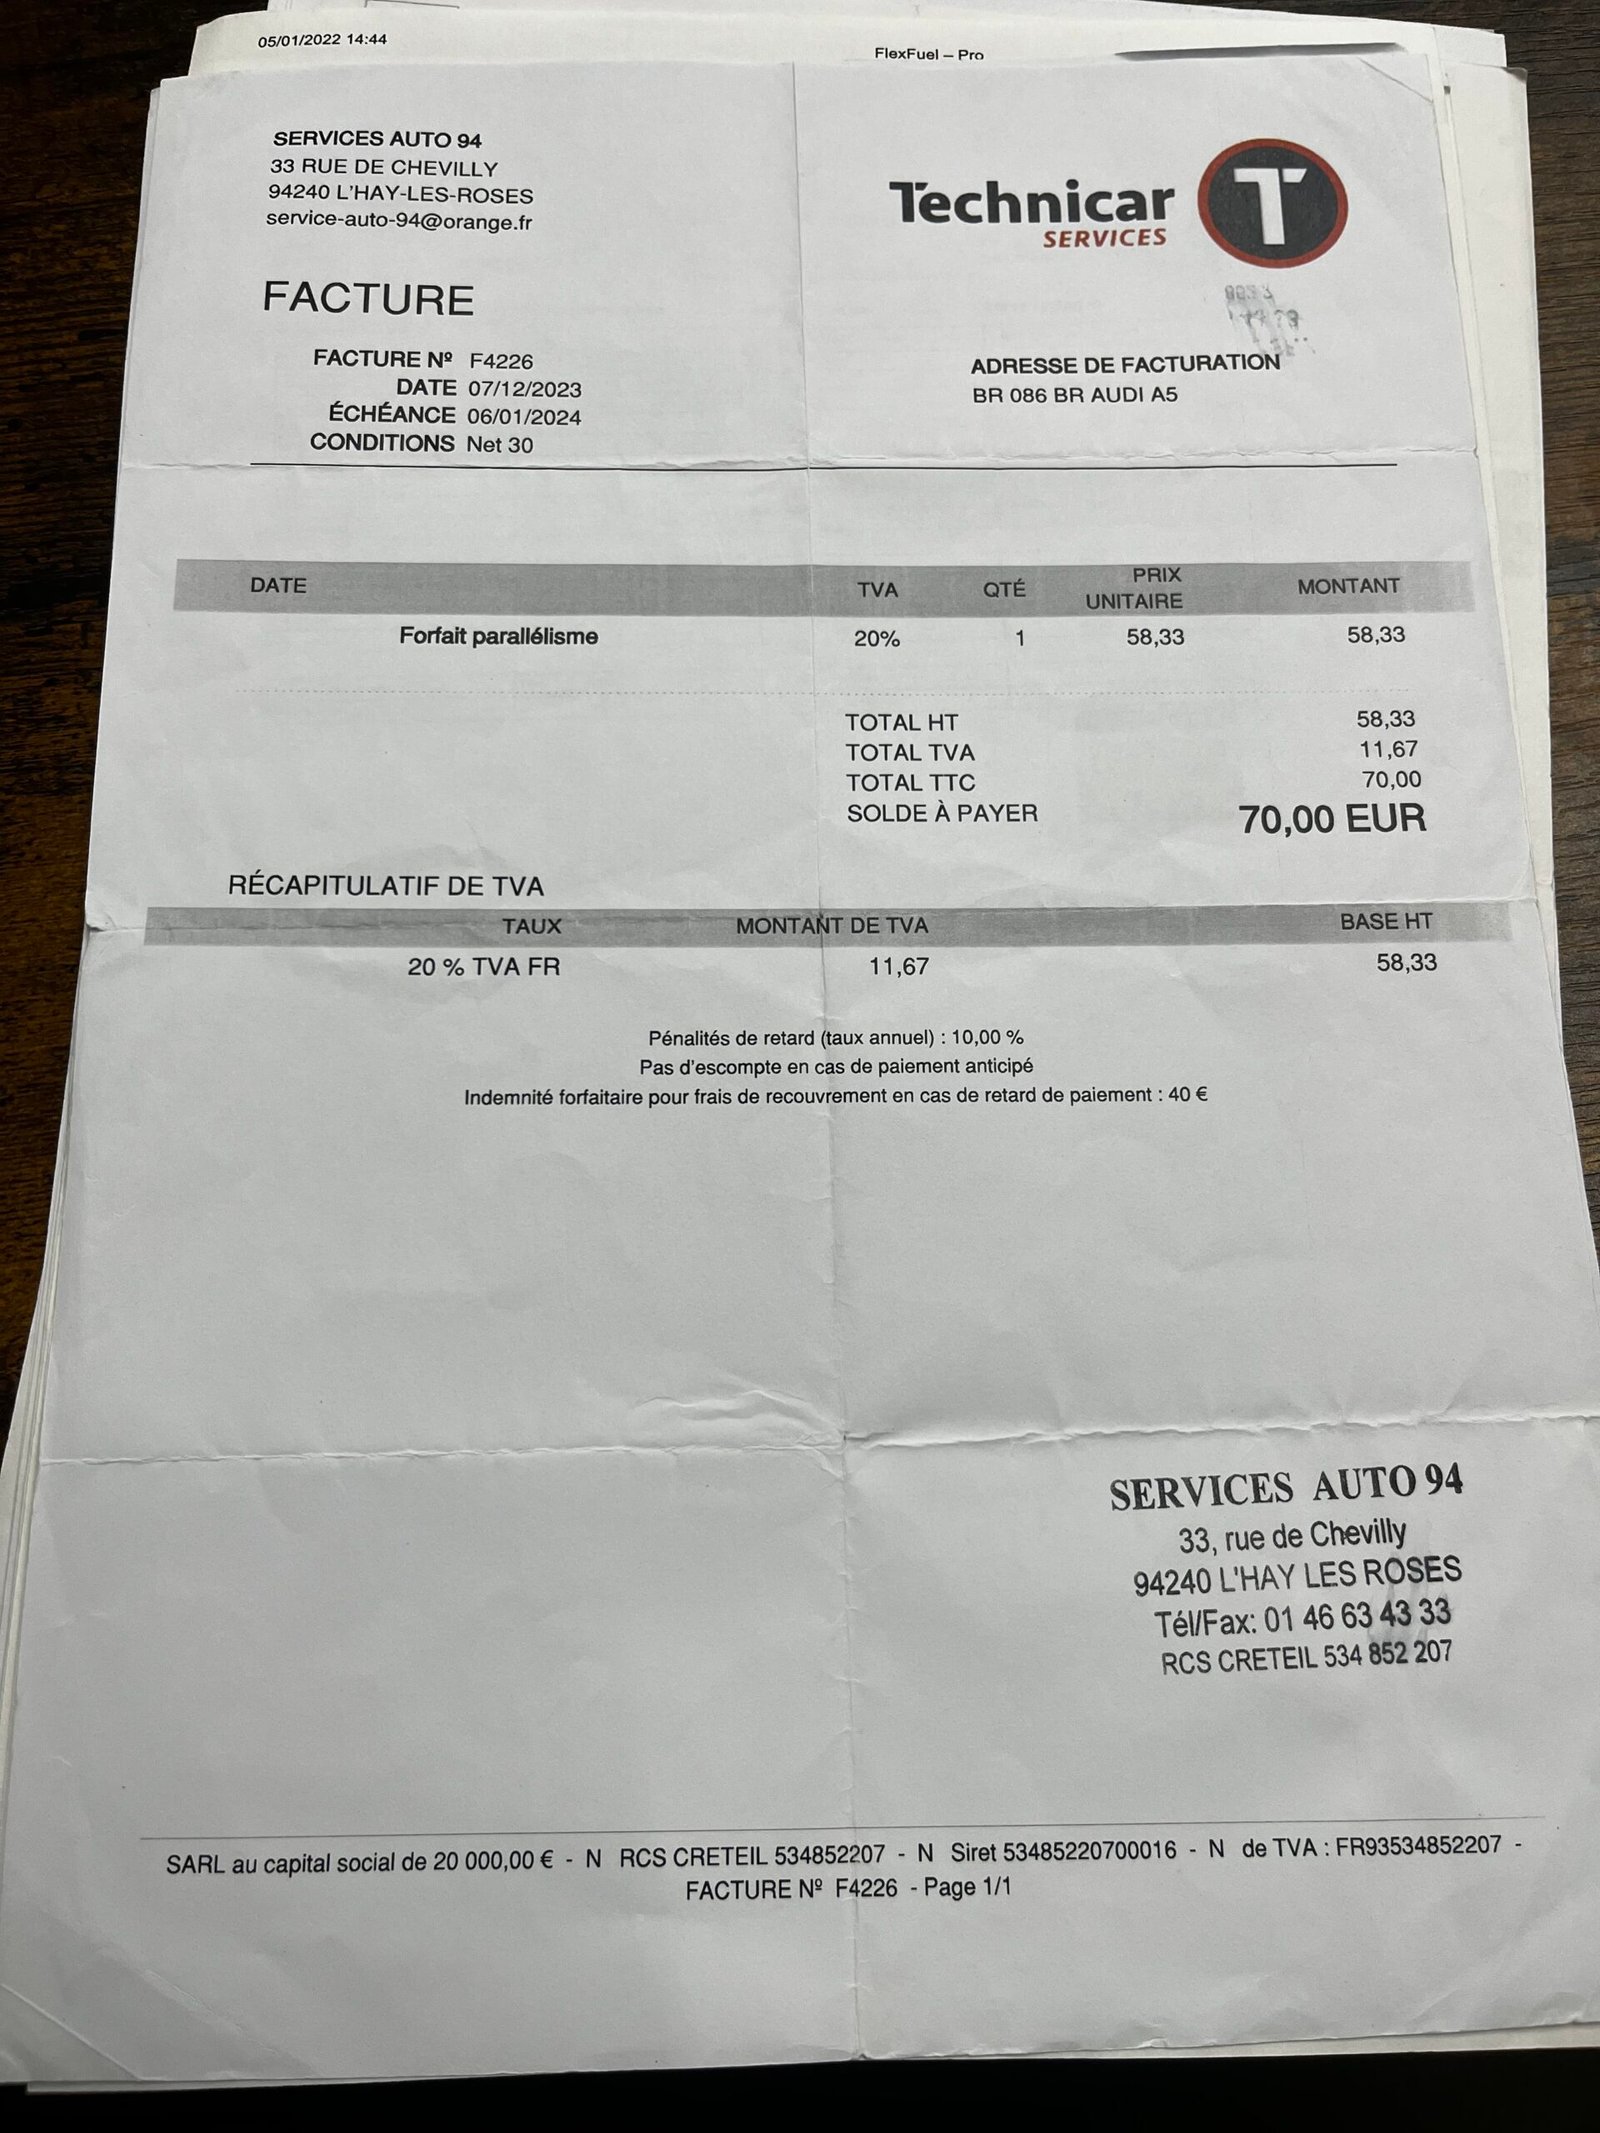 05/01/2022 14:44
FlexFuel – Pro
SERVICES AUTO 94
33 RUE DE CHEVILLY
94240 L'HAY-LES-ROSES
service-auto-94@orange.fr
Technicar
SERVICES
T
FACTURE
FACTURE Nº F4226
DATE 07/12/2023
ÉCHÉANCE 06/01/2024
CONDITIONS Net 30
ADRESSE DE FACTURATION
BR 086 BR AUDI A5
DATE TVA QTÉ PRIX UNITAIRE MONTANT
Forfait parallélisme 20% 1 58,33 58,33
TOTAL HT 58,33
TOTAL TVA 11,67
TOTAL TTC 70,00
SOLDE À PAYER 70,00 EUR
RÉCAPITULATIF DE TVA
TAUX MONTANT DE TVA BASE HT
20 % TVA FR 11,67 58,33
Pénalités de retard (taux annuel) : 10,00 %
Pas d'escompte en cas de paiement anticipé
Indemnité forfaitaire pour frais de recouvrement en cas de retard de paiement : 40 €
SERVICES AUTO 94
33, rue de Chevilly
94240 L'HAY LES ROSES
Tél/Fax: 01 46 63 43 33
RCS CRETEIL 534 852 207
SARL au capital social de 20 000,00 € - N RCS CRETEIL 534852207 - N Siret 53485220700016 - N de TVA : FR93534852207 -
FACTURE Nº F4226 - Page 1/1